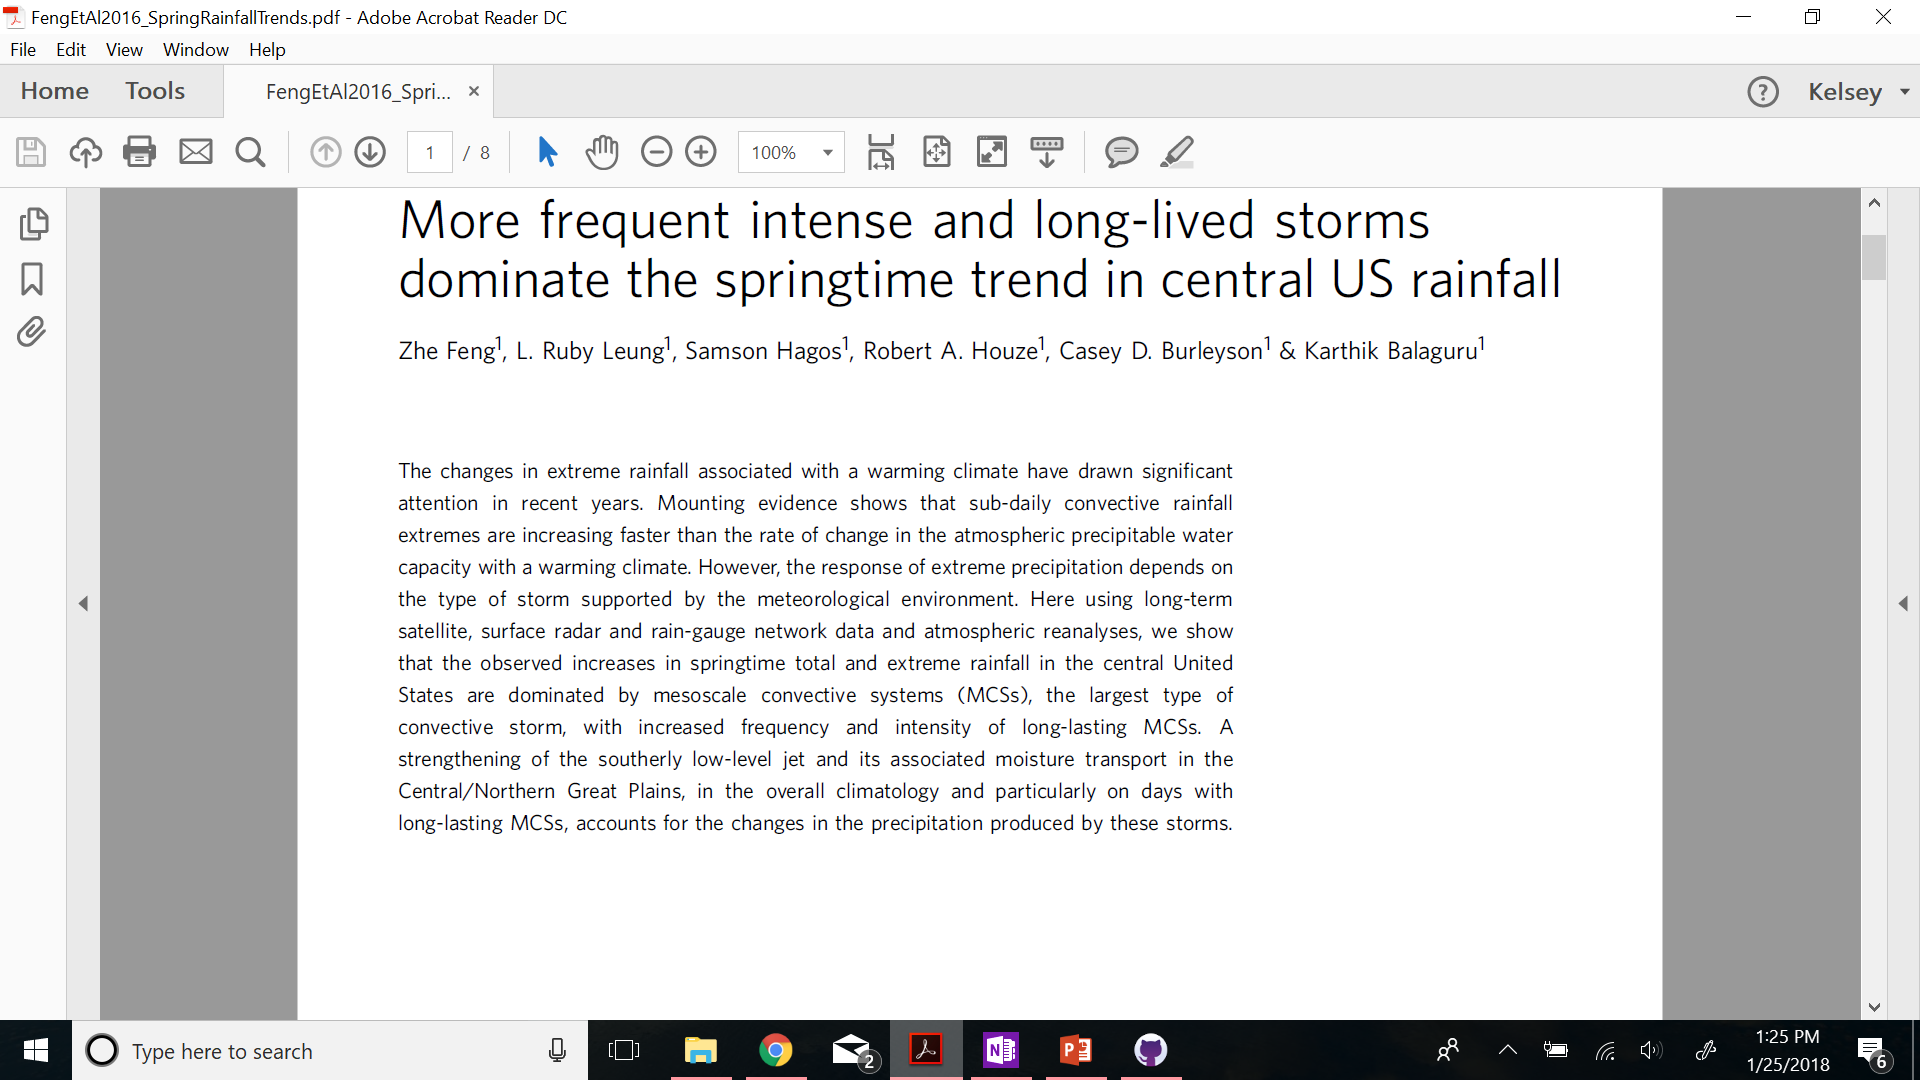 FengEtAl2016_SpringRainfallTrends.pdf - Adobe Acrobat Reader DC
File Edit View Window Help
Home Tools FengEtAl2016_Spri... × ? Kelsey
1 / 8 100%
More frequent intense and long-lived storms
dominate the springtime trend in central US rainfall
Zhe Feng1, L. Ruby Leung1, Samson Hagos1, Robert A. Houze1, Casey D. Burleyson1 & Karthik Balaguru1
The changes in extreme rainfall associated with a warming climate have drawn significant
attention in recent years. Mounting evidence shows that sub-daily convective rainfall
extremes are increasing faster than the rate of change in the atmospheric precipitable water
capacity with a warming climate. However, the response of extreme precipitation depends on
the type of storm supported by the meteorological environment. Here using long-term
satellite, surface radar and rain-gauge network data and atmospheric reanalyses, we show
that the observed increases in springtime total and extreme rainfall in the central United
States are dominated by mesoscale convective systems (MCSs), the largest type of
convective storm, with increased frequency and intensity of long-lasting MCSs. A
strengthening of the southerly low-level jet and its associated moisture transport in the
Central/Northern Great Plains, in the overall climatology and particularly on days with
long-lasting MCSs, accounts for the changes in the precipitation produced by these storms.
Type here to search
2
N
P
1:25 PM
1/25/2018
6